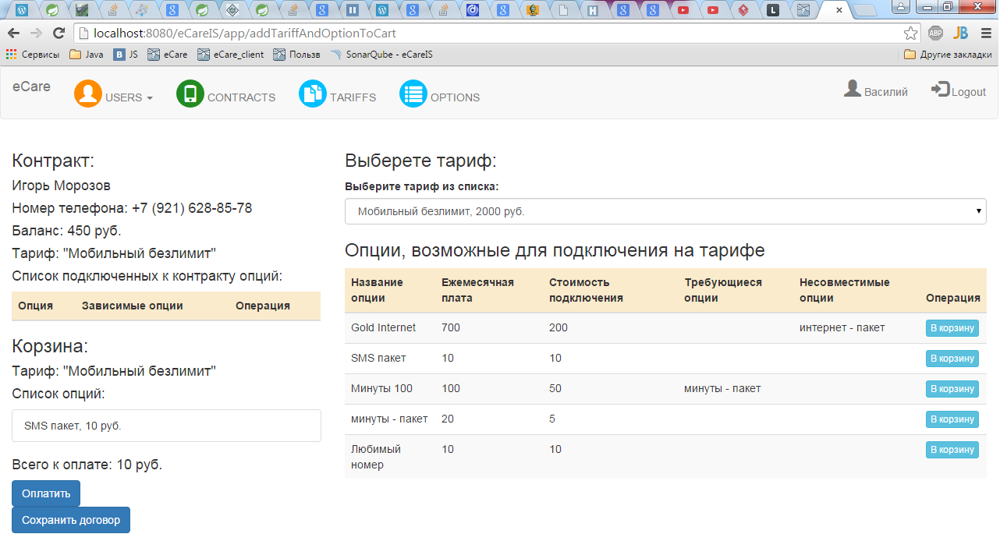 localhost:8080/eCareIS/app/addTariffAndOptionToCart
ABP JB
Сервисы Java B JS eCare eCare_client Пользв SonarQube - eCareIS Другие закладки
eCare USERS CONTRACTS TARIFFS OPTIONS Василий Logout
Контракт:
Игорь Морозов
Номер телефона: +7 (921) 628-85-78
Баланс: 450 руб.
Тариф: "Мобильный безлимит"
Список подключенных к контракту опций:
Опция Зависимые опции Операция
Корзина:
Тариф: "Мобильный безлимит"
Список опций:
SMS пакет, 10 руб.
Всего к оплате: 10 руб.
Оплатить
Сохранить договор
Выберете тариф:
Выберите тариф из списка:
Мобильный безлимит, 2000 руб.
Опции, возможные для подключения на тарифе
Название опции Ежемесячная плата Стоимость подключения Требующиеся опции Несовместимые опции Операция
Gold Internet 700 200 интернет - пакет В корзину
SMS пакет 10 10 В корзину
Минуты 100 100 50 минуты - пакет В корзину
минуты - пакет 20 5 В корзину
Любимый номер 10 10 В корзину